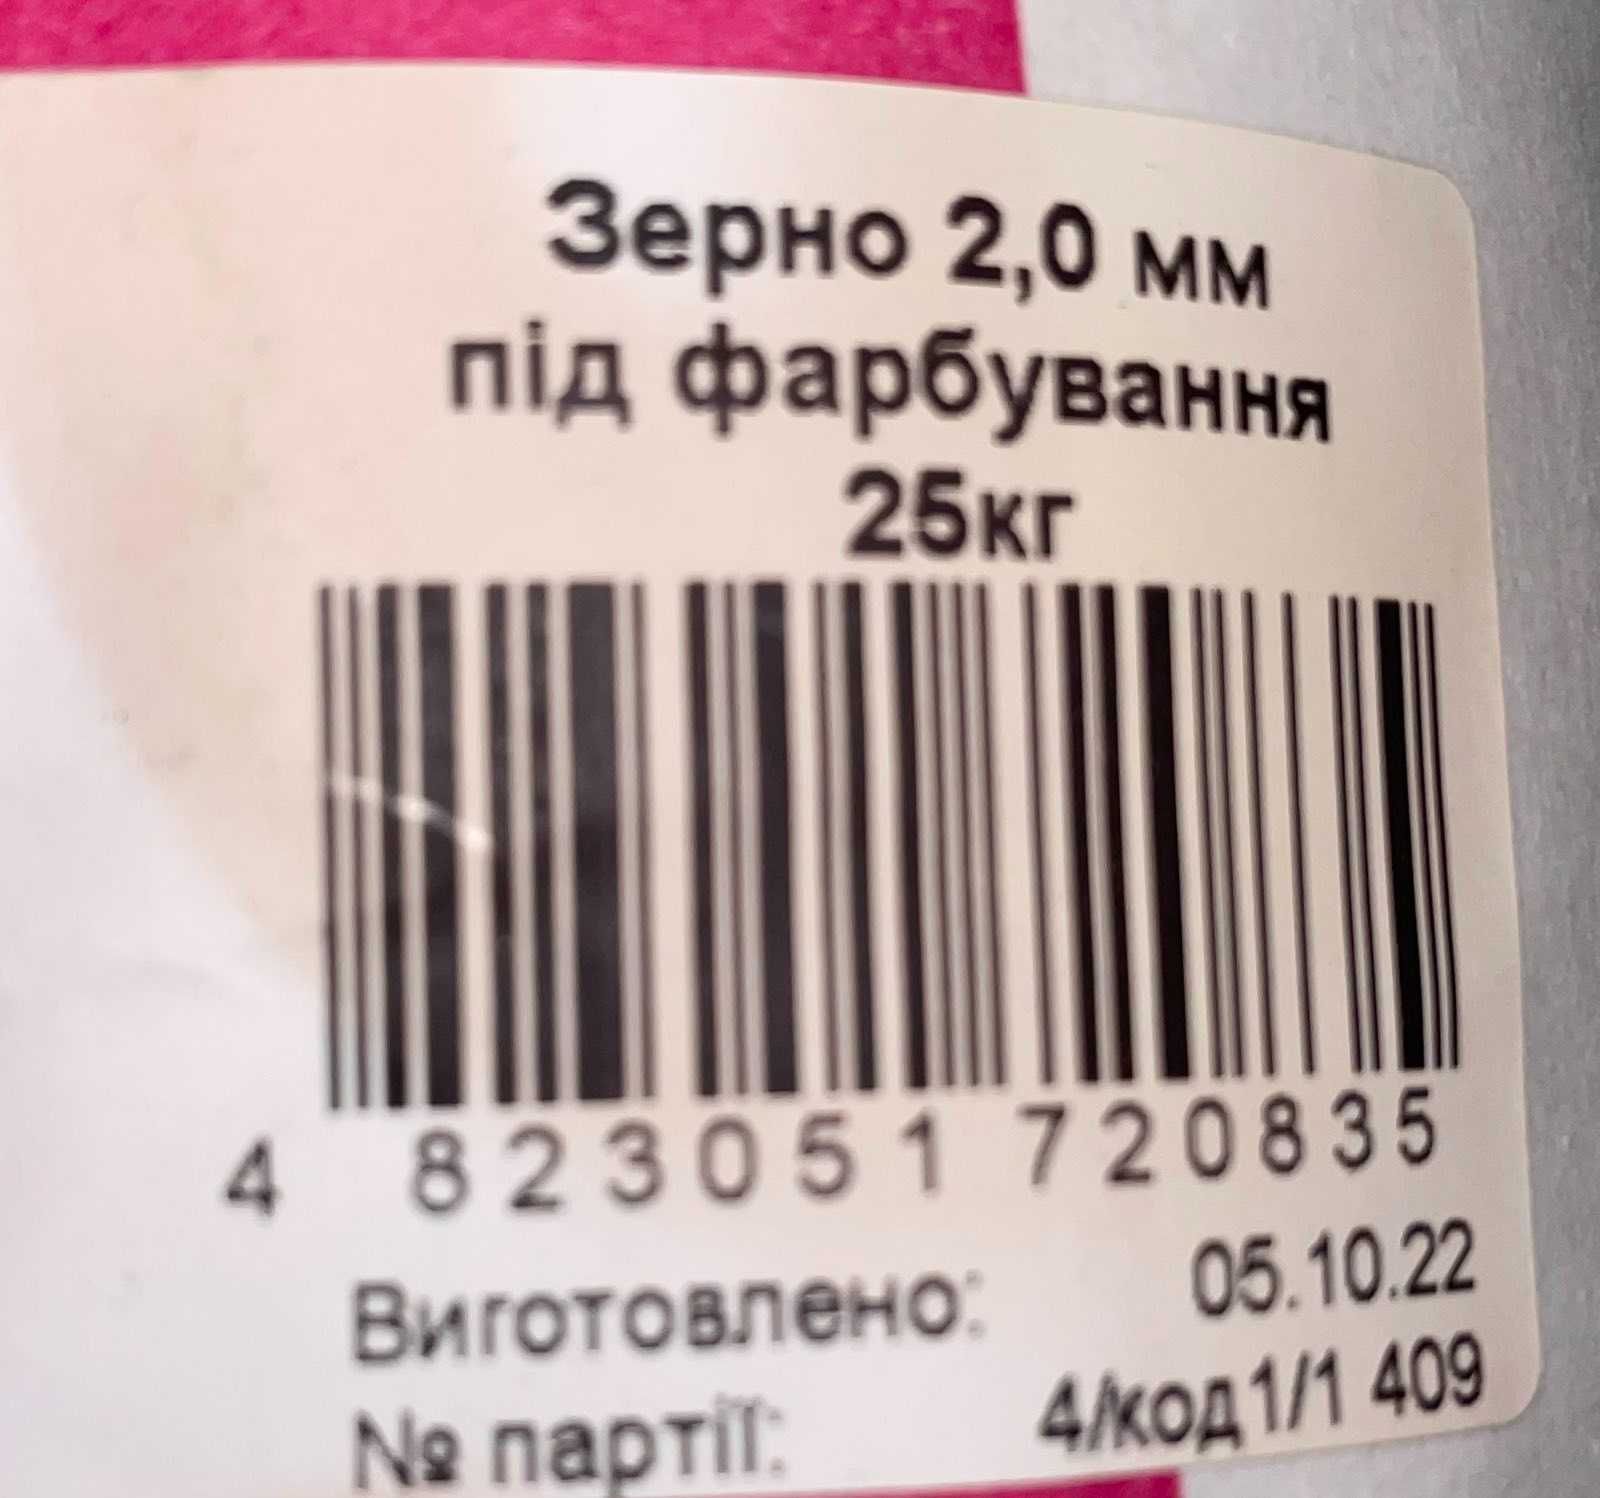 Зерно 2,0 мм
під фарбування
25кг
4 823051 720835
Виготовлено: 05.10.22
№ партії: 4/код1/1 409